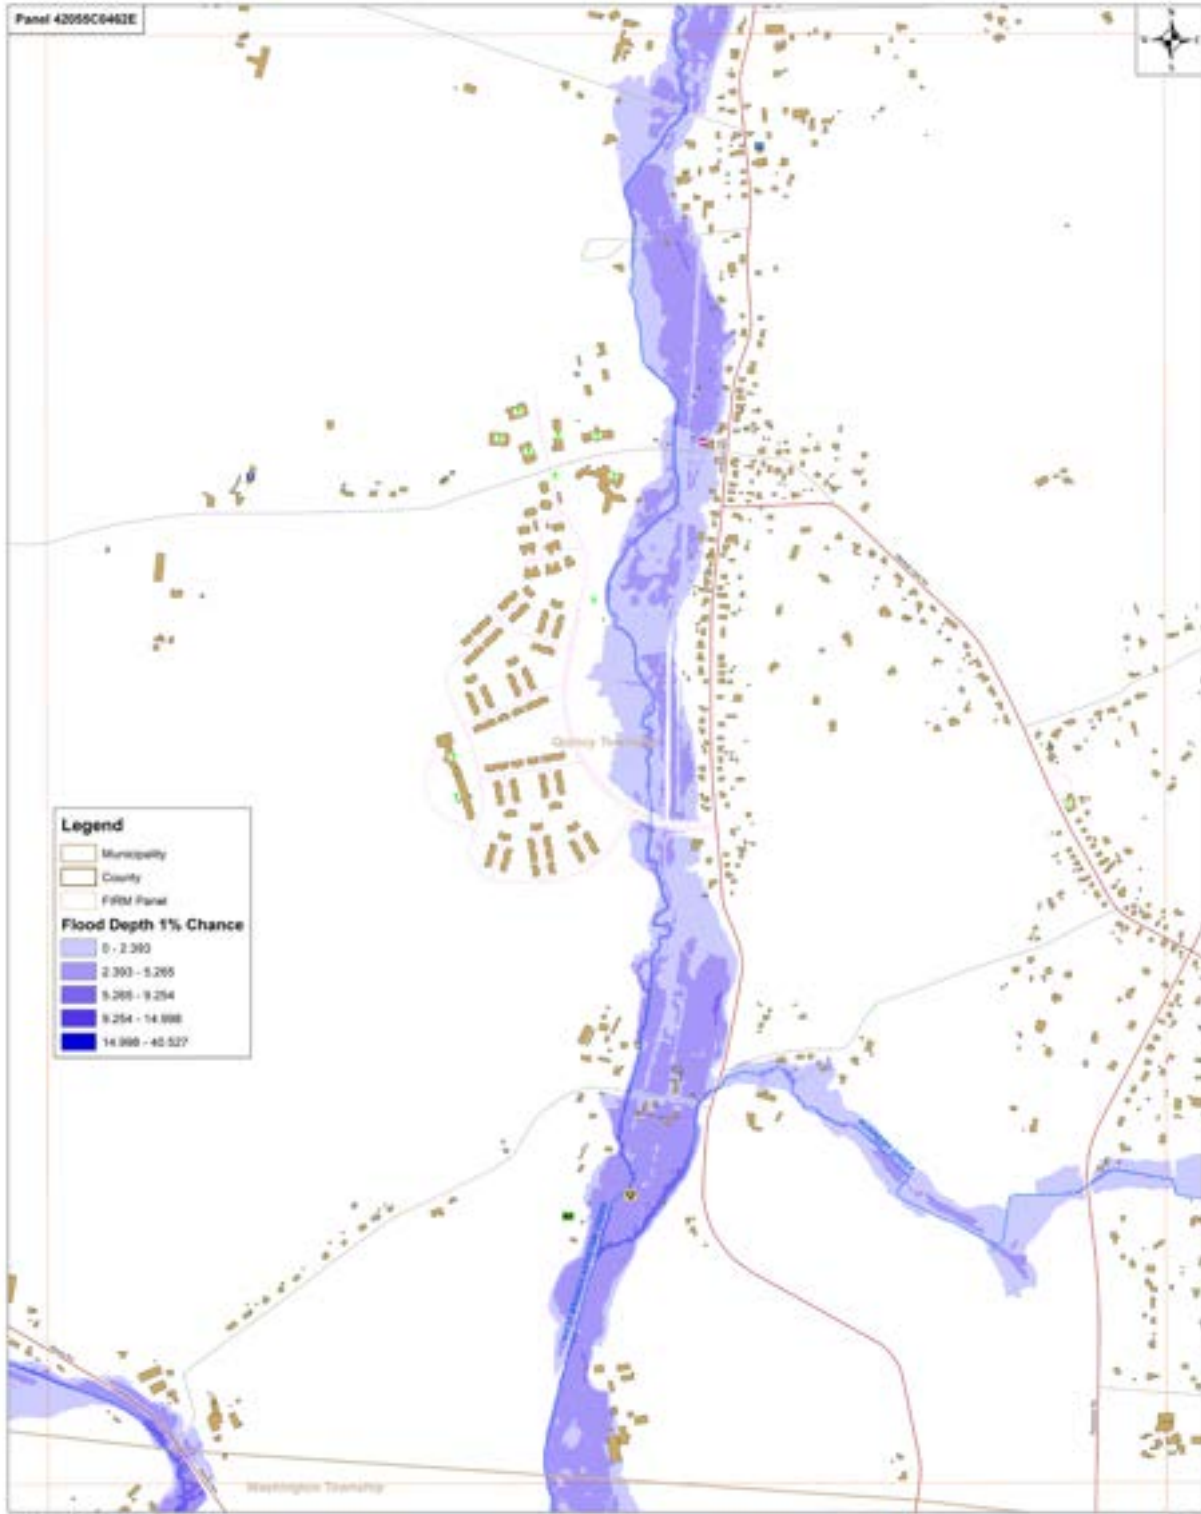 Panel 42055C0462E
Quincy Township
Legend
Municipality
County
FIRM Panel
Flood Depth 1% Chance
0 - 2.393
2.393 - 5.265
5.265 - 9.254
9.254 - 14.998
14.998 - 40.527
Washington Township